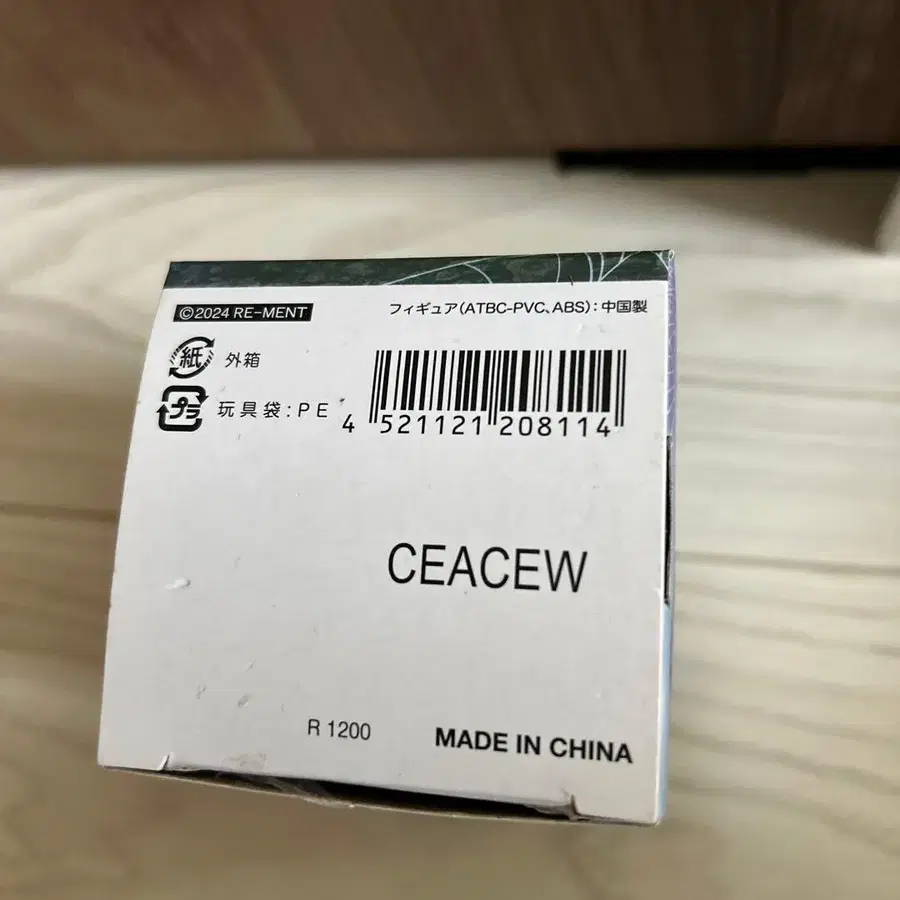 ©2024 RE-MENT
フィギュア(ATBC-PVC、ABS):中国製
紙 外箱
プラ 玩具袋:PE
4 521121 208114
CEACEW
R 1200
MADE IN CHINA